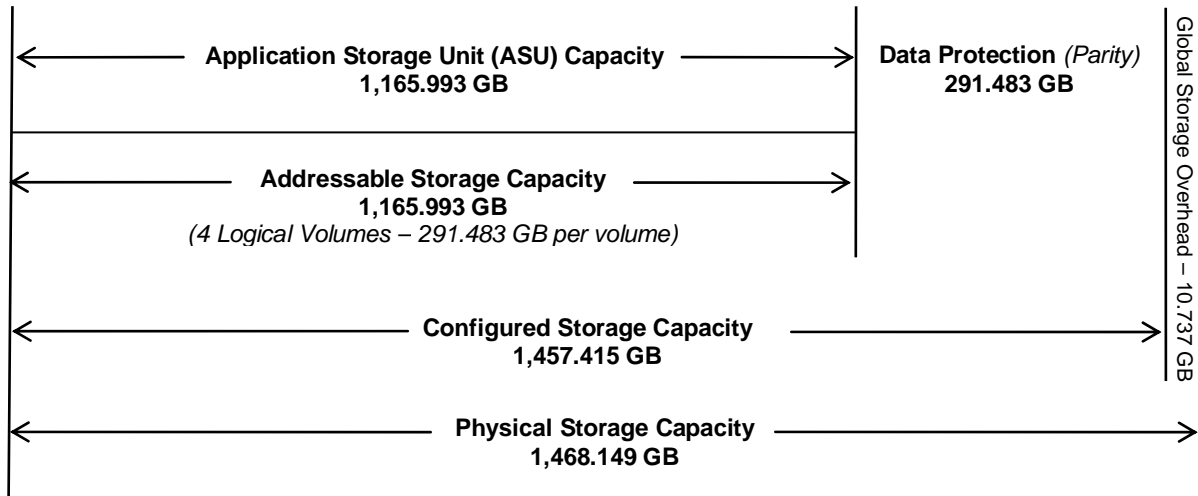 Application Storage Unit (ASU) Capacity
1,165.993 GB
Data Protection (Parity)
291.483 GB
Addressable Storage Capacity
1,165.993 GB
(4 Logical Volumes – 291.483 GB per volume)
Configured Storage Capacity
1,457.415 GB
Physical Storage Capacity
1,468.149 GB
Global Storage Overhead – 10.737 GB